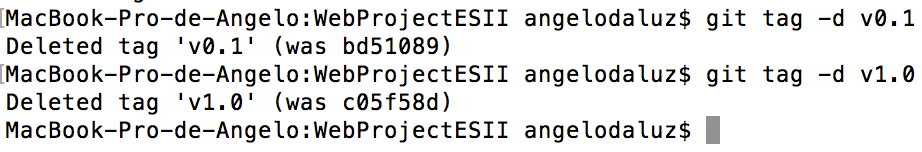 [MacBook-Pro-de-Angelo:WebProjectESII angelodaluz$ git tag -d v0.1
Deleted tag 'v0.1' (was bd51089)
[MacBook-Pro-de-Angelo:WebProjectESII angelodaluz$ git tag -d v1.0
Deleted tag 'v1.0' (was c05f58d)
MacBook-Pro-de-Angelo:WebProjectESII angelodaluz$